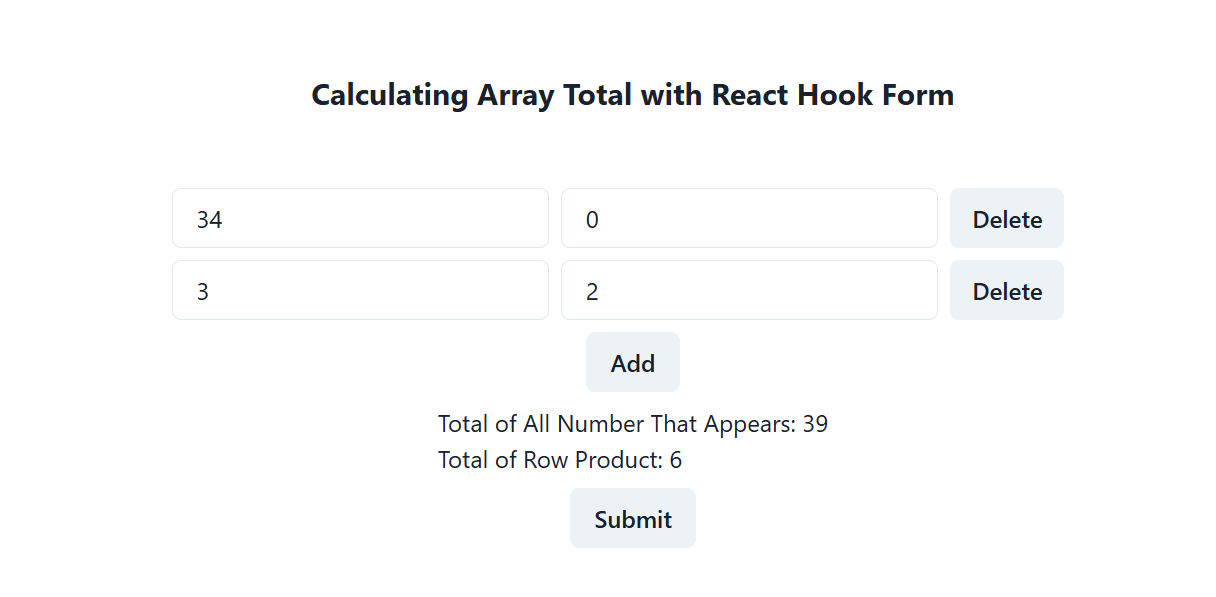 Calculating Array Total with React Hook Form
34 0 Delete
3 2 Delete
Add
Total of All Number That Appears: 39
Total of Row Product: 6
Submit